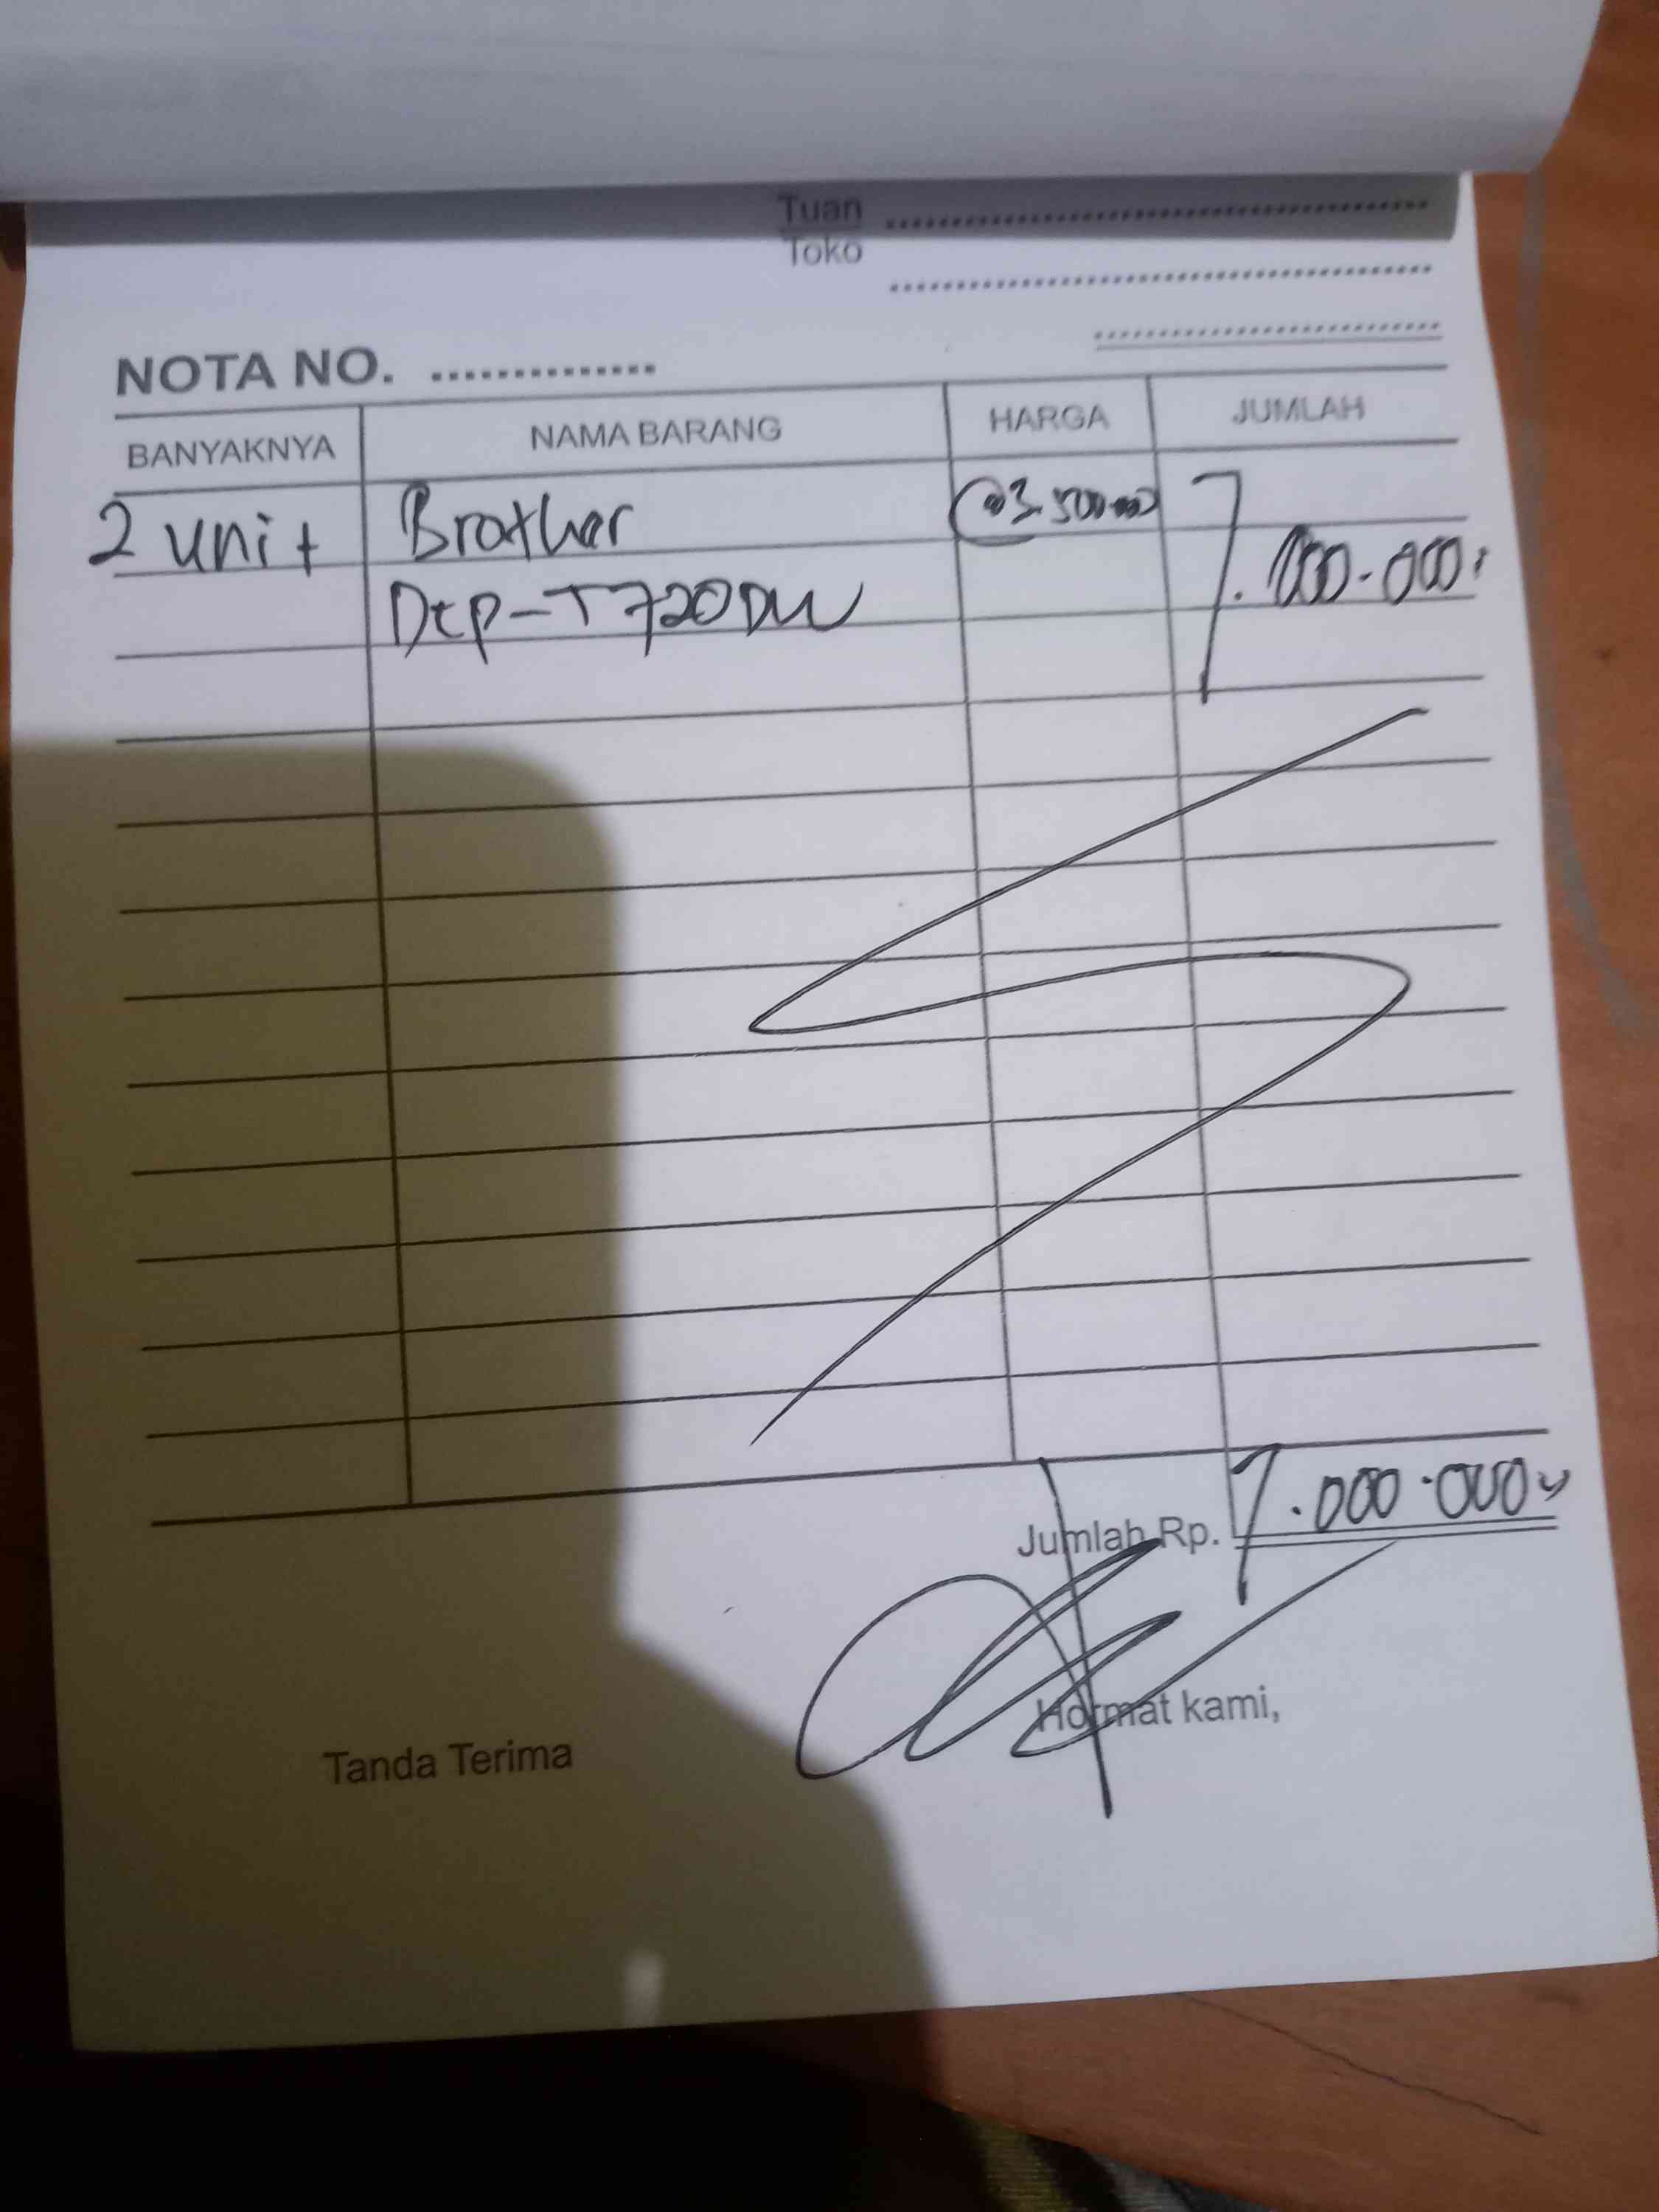 Tuan
Toko
NOTA NO. ..............
BANYAKNYA NAMA BARANG HARGA JUMLAH
2 unit Brother @3.500.000 7.000.000,
Dcp-T720DW
Jumlah Rp. 7.000.000,
Tanda Terima Hormat kami,